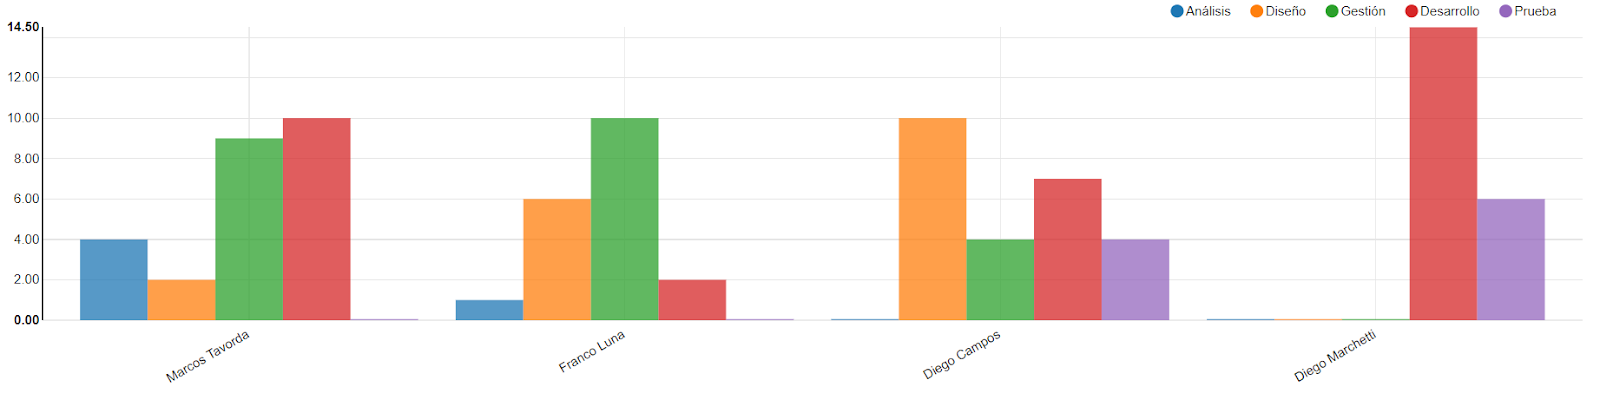 Análisis Diseño Gestión Desarrollo Prueba
14.50
12.00
10.00
8.00
6.00
4.00
2.00
0.00
Marcos Tavorda
Franco Luna
Diego Campos
Diego Marchetti